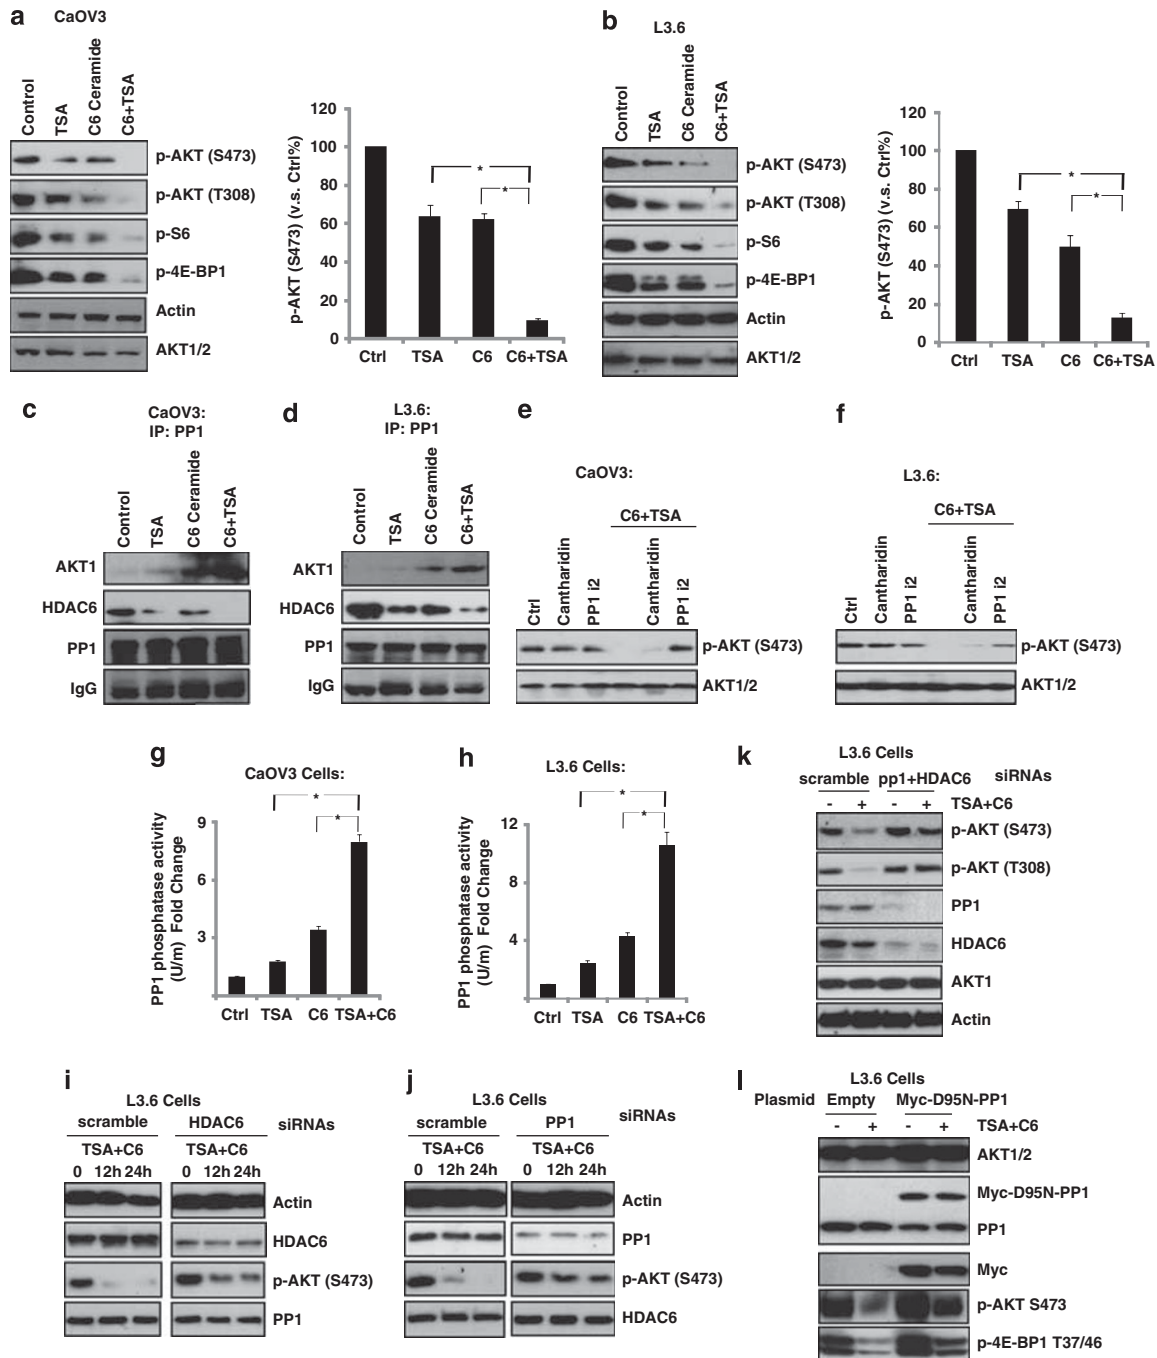 a
CaOV3
Control
TSA
C6 Ceramide
C6+TSA
p-AKT (S473)
p-AKT (T308)
p-S6
p-4E-BP1
Actin
AKT1/2
p-AKT (S473) (v.s. Ctrl%)
120
100
80
60
40
20
0
*
*
Ctrl TSA C6 C6+TSA
b
L3.6
Control
TSA
C6 Ceramide
C6+TSA
p-AKT (S473)
p-AKT (T308)
p-S6
p-4E-BP1
Actin
AKT1/2
p-AKT (S473) (v.s. Ctrl%)
120
100
80
60
40
20
0
*
*
Ctrl TSA C6 C6+TSA
c
CaOV3:
IP: PP1
Control
TSA
C6 Ceramide
C6+TSA
AKT1
HDAC6
PP1
IgG
d
L3.6:
IP: PP1
Control
TSA
C6 Ceramide
C6+TSA
AKT1
HDAC6
PP1
IgG
e
CaOV3:
C6+TSA
Ctrl
Cantharidin
PP1 i2
Cantharidin
PP1 i2
p-AKT (S473)
AKT1/2
f
L3.6:
C6+TSA
Ctrl
Cantharidin
PP1 i2
Cantharidin
PP1 i2
p-AKT (S473)
AKT1/2
g
CaOV3 Cells:
PP1 phosphatase activity
(U/m) Fold Change
9
6
3
*
*
Ctrl TSA C6 TSA+C6
h
L3.6 Cells:
PP1 phosphatase activity
(U/m) Fold Change
12
8
4
*
*
Ctrl TSA C6 TSA+C6
k
L3.6 Cells
scramble pp1+HDAC6 siRNAs
- + - + TSA+C6
p-AKT (S473)
p-AKT (T308)
PP1
HDAC6
AKT1
Actin
i
L3.6 Cells
scramble HDAC6 siRNAs
TSA+C6 TSA+C6
0 12h 24h 0 12h 24h
Actin
HDAC6
p-AKT (S473)
PP1
j
L3.6 Cells
scramble PP1 siRNAs
TSA+C6 TSA+C6
0 12h 24h 0 12h 24h
Actin
PP1
p-AKT (S473)
HDAC6
l
L3.6 Cells
Plasmid Empty Myc-D95N-PP1
- + - + TSA+C6
AKT1/2
Myc-D95N-PP1
PP1
Myc
p-AKT S473
p-4E-BP1 T37/46